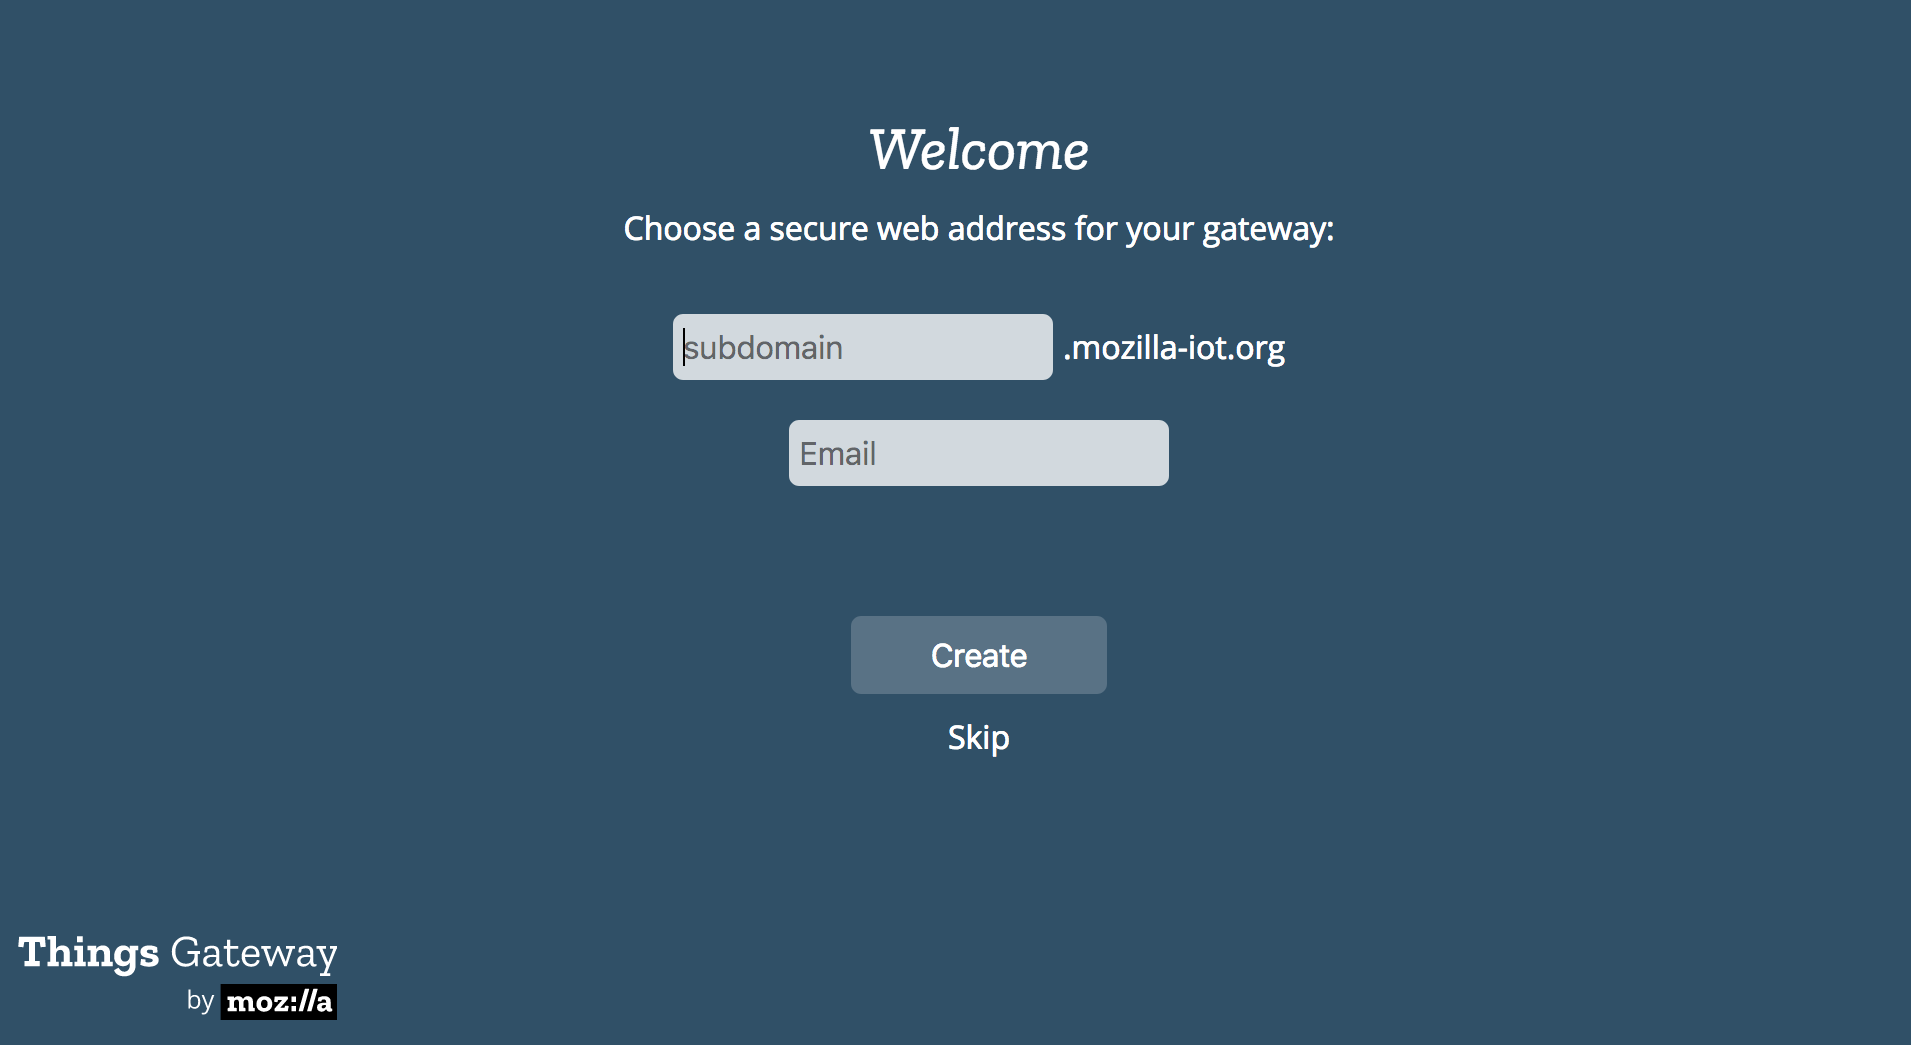 Welcome
Choose a secure web address for your gateway:
subdomain .mozilla-iot.org
Email
Create
Skip
Things Gateway
by moz://a